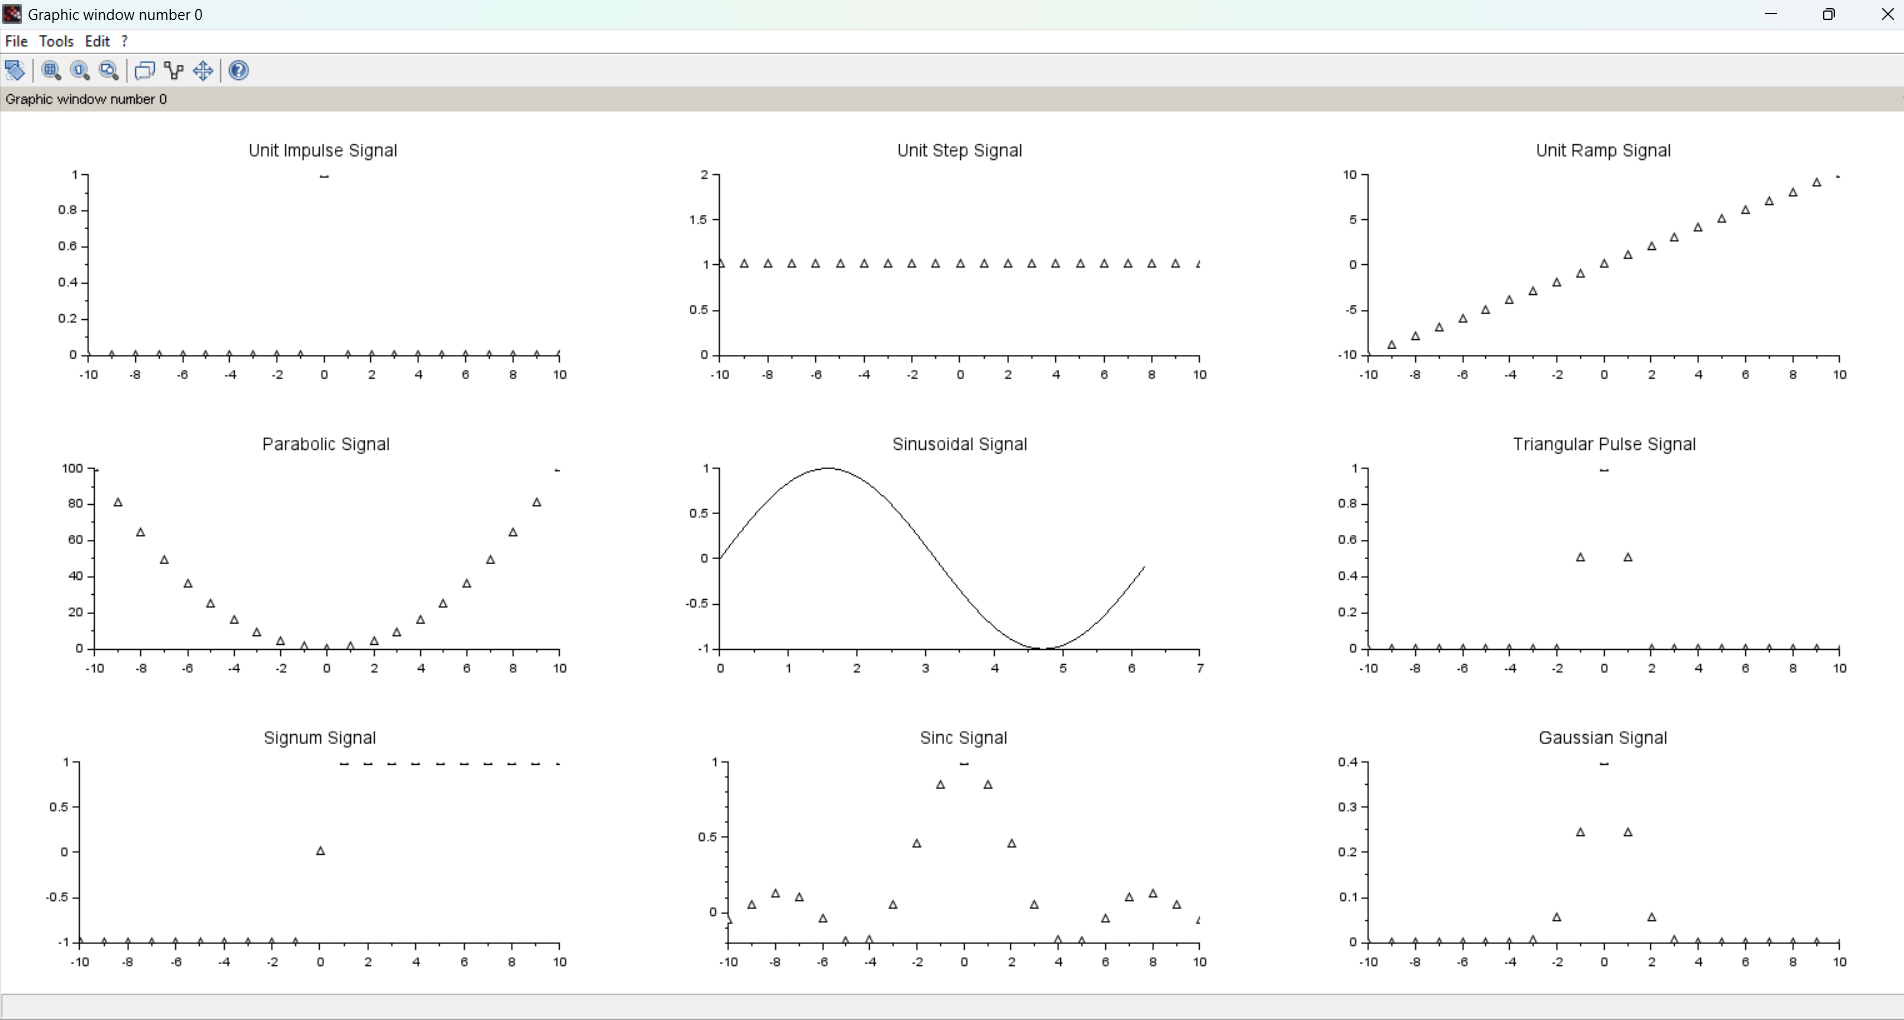 Graphic window number 0
File Tools Edit ?
Graphic window number 0
Unit Impulse Signal
1
0.8
0.6
0.4
0.2
0
-10 -8 -6 -4 -2 0 2 4 6 8 10
Unit Step Signal
2
1.5
1
0.5
0
-10 -8 -6 -4 -2 0 2 4 6 8 10
Unit Ramp Signal
10
5
0
-5
-10
-10 -8 -6 -4 -2 0 2 4 6 8 10
Parabolic Signal
100
80
60
40
20
0
-10 -8 -6 -4 -2 0 2 4 6 8 10
Sinusoidal Signal
1
0.5
0
-0.5
-1
0 1 2 3 4 5 6 7
Triangular Pulse Signal
1
0.8
0.6
0.4
0.2
0
-10 -8 -6 -4 -2 0 2 4 6 8 10
Signum Signal
1
0.5
0
-0.5
-1
-10 -8 -6 -4 -2 0 2 4 6 8 10
Sinc Signal
1
0.5
0
-10 -8 -6 -4 -2 0 2 4 6 8 10
Gaussian Signal
0.4
0.3
0.2
0.1
0
-10 -8 -6 -4 -2 0 2 4 6 8 10